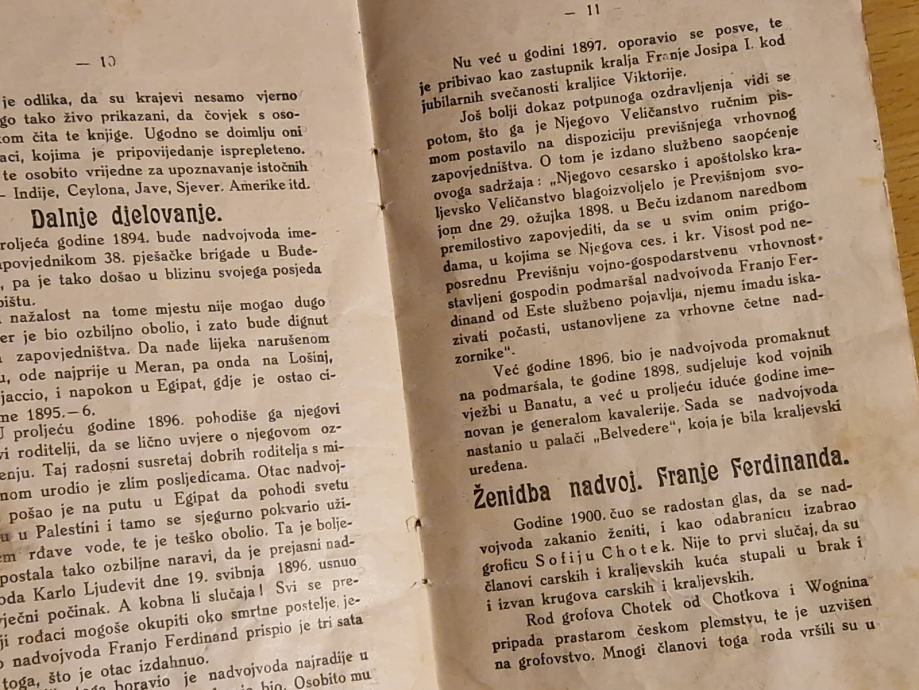 — 10
je odlika, da su krajevi nesamo vjerno
go tako živo prikazani, da čovjek s oso-
kom čita te knjige. Ugodno se doimlju oni
aci, kojima je pripovijedanje isprepleteno.
te osobito vrijedne za upoznavanje istočnih
— Indije, Ceylona, Jave, Sjever. Amerike itd.
Dalnje djelovanje.
roljeća godine 1894. bude nadvojvoda ime-
apovjednikom 38. pješačke brigade u Bude-
, pa je tako došao u blizinu svojega posjeda
pištu.
nažalost na tome mjestu nije mogao dugo
er je bio ozbiljno obolio, i zato bude dignut
zapovjedništva. Da nađe lijeka narušenom
u, ode najprije u Meran, pa onda na Lošinj,
jaccio, i napokon u Egipat, gdje je ostao ci-
me 1895.—6.
U proljeću godine 1896. pohodiše ga njegovi
vi roditelji, da se lično uvjere o njegovom oz-
enju. Taj radosni susretaj dobrih roditelja s mi-
nom urodio je zlim posljedicama. Otac nadvoj-
pošao je na putu u Egipat da pohodi svetu
u u Palestini i tamo se sjegurno pokvario uži-
em rđave vode, te je teško obolio. Ta je bolje-
postala tako ozbiljne naravi, da je prejasni nad-
oda Karlo Ljudevit dne 19. svibnja 1896. usnuo
ječni počinak. A kobna li slučaja! Svi se pre-
ji rođaci mogoše okupiti oko smrtne postelje, je-
o nadvojvoda Franjo Ferdinand prispio je tri sata
toga, što je otac izdahnuo.
toga boravio je nadvojvoda najradije u
bio. Osobito mu
— 11
Nu već u godini 1897. oporavio se posve, te
je pribivao kao zastupnik kralja Franje Josipa I. kod
jubilarnih svečanosti kraljice Viktorije.
Još bolji dokaz potpunoga ozdravljenja vidi se
potom, što ga je Njegovo Veličanstvo ručnim pis-
mom postavilo na dispoziciju previšnjega vrhovnog
zapovjedništva. O tom je izdano službeno saopćenje
ovoga sadržaja: „Njegovo cesarsko i apoštolsko kra-
ljevsko Veličanstvo blagoizvoljelo je Previšnjom svo-
jom dne 29. ožujka 1898. u Beču izdanom naredbom
premilostivo zapovjediti, da se u svim onim prigo-
dama, u kojima se Njegova ces. i kr. Visost pod ne-
posrednu Previšnju vojno-gospodarstvenu vrhovnost
stavljeni gospodin podmaršal nadvojvoda Franjo Fer-
dinand od Este službeno pojavlja, njemu imadu iska-
zivati počasti, ustanovljene za vrhovne četne nad-
zornike“.
Već godine 1896. bio je nadvojvoda promaknut
na podmaršala, te godine 1898. sudjeluje kod vojnih
vježbi u Banatu, a već u proljeću iduće godine ime-
novan je generalom kavalerije. Sada se nadvojvoda
nastanio u palači „Belvedere“, koja je bila kraljevski
uređena.
Ženidba nadvoj. Franje Ferdinanda.
Godine 1900. čuo se radostan glas, da se nad-
vojvoda zakanio ženiti, i kao odabranicu izabrao
groficu Sofiju Chotek. Nije to prvi slučaj, da su
članovi carskih i kraljevskih kuća stupali u brak i
i izvan krugova carskih i kraljevskih.
Rod grofova Chotek od Chotkova i Wognina
pripada prastarom českom plemstvu, te je uzvišen
na grofovstvo. Mnogi članovi toga roda vršili su u